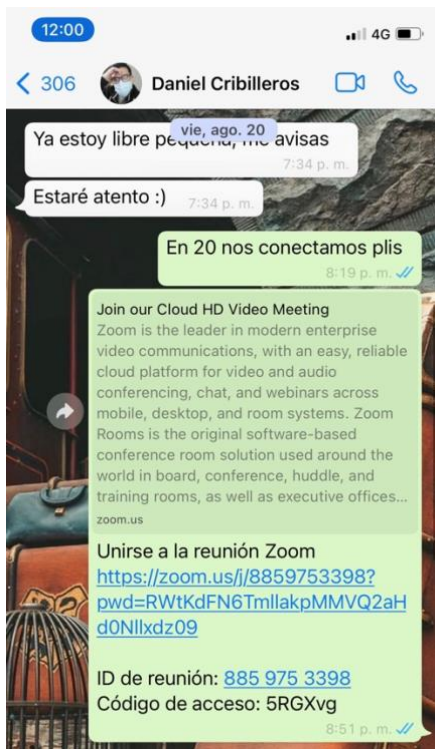 12:00
4G
306
Daniel Cribilleros
vie, ago. 20
Ya estoy libre pequeña, me avisas
7:34 p. m.
Estaré atento :)
7:34 p. m.
En 20 nos conectamos plis
8:19 p. m.
Join our Cloud HD Video Meeting
Zoom is the leader in modern enterprise
video communications, with an easy, reliable
cloud platform for video and audio
conferencing, chat, and webinars across
mobile, desktop, and room systems. Zoom
Rooms is the original software-based
conference room solution used around the
world in board, conference, huddle, and
training rooms, as well as executive offices...
zoom.us
Unirse a la reunión Zoom
https://zoom.us/j/8859753398?
pwd=RWtKdFN6TmllakpMMVQ2aH
d0Nllxdz09
ID de reunión: 885 975 3398
Código de acceso: 5RGXvg
8:51 p. m.